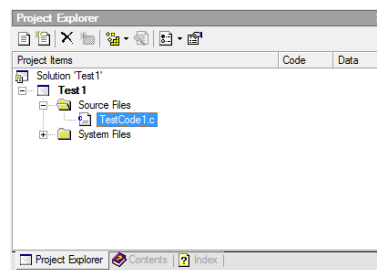 Project Explorer
Project Items Code Data
Solution 'Test1'
Test1
Source Files
TestCode1.c
System Files
Project Explorer Contents Index